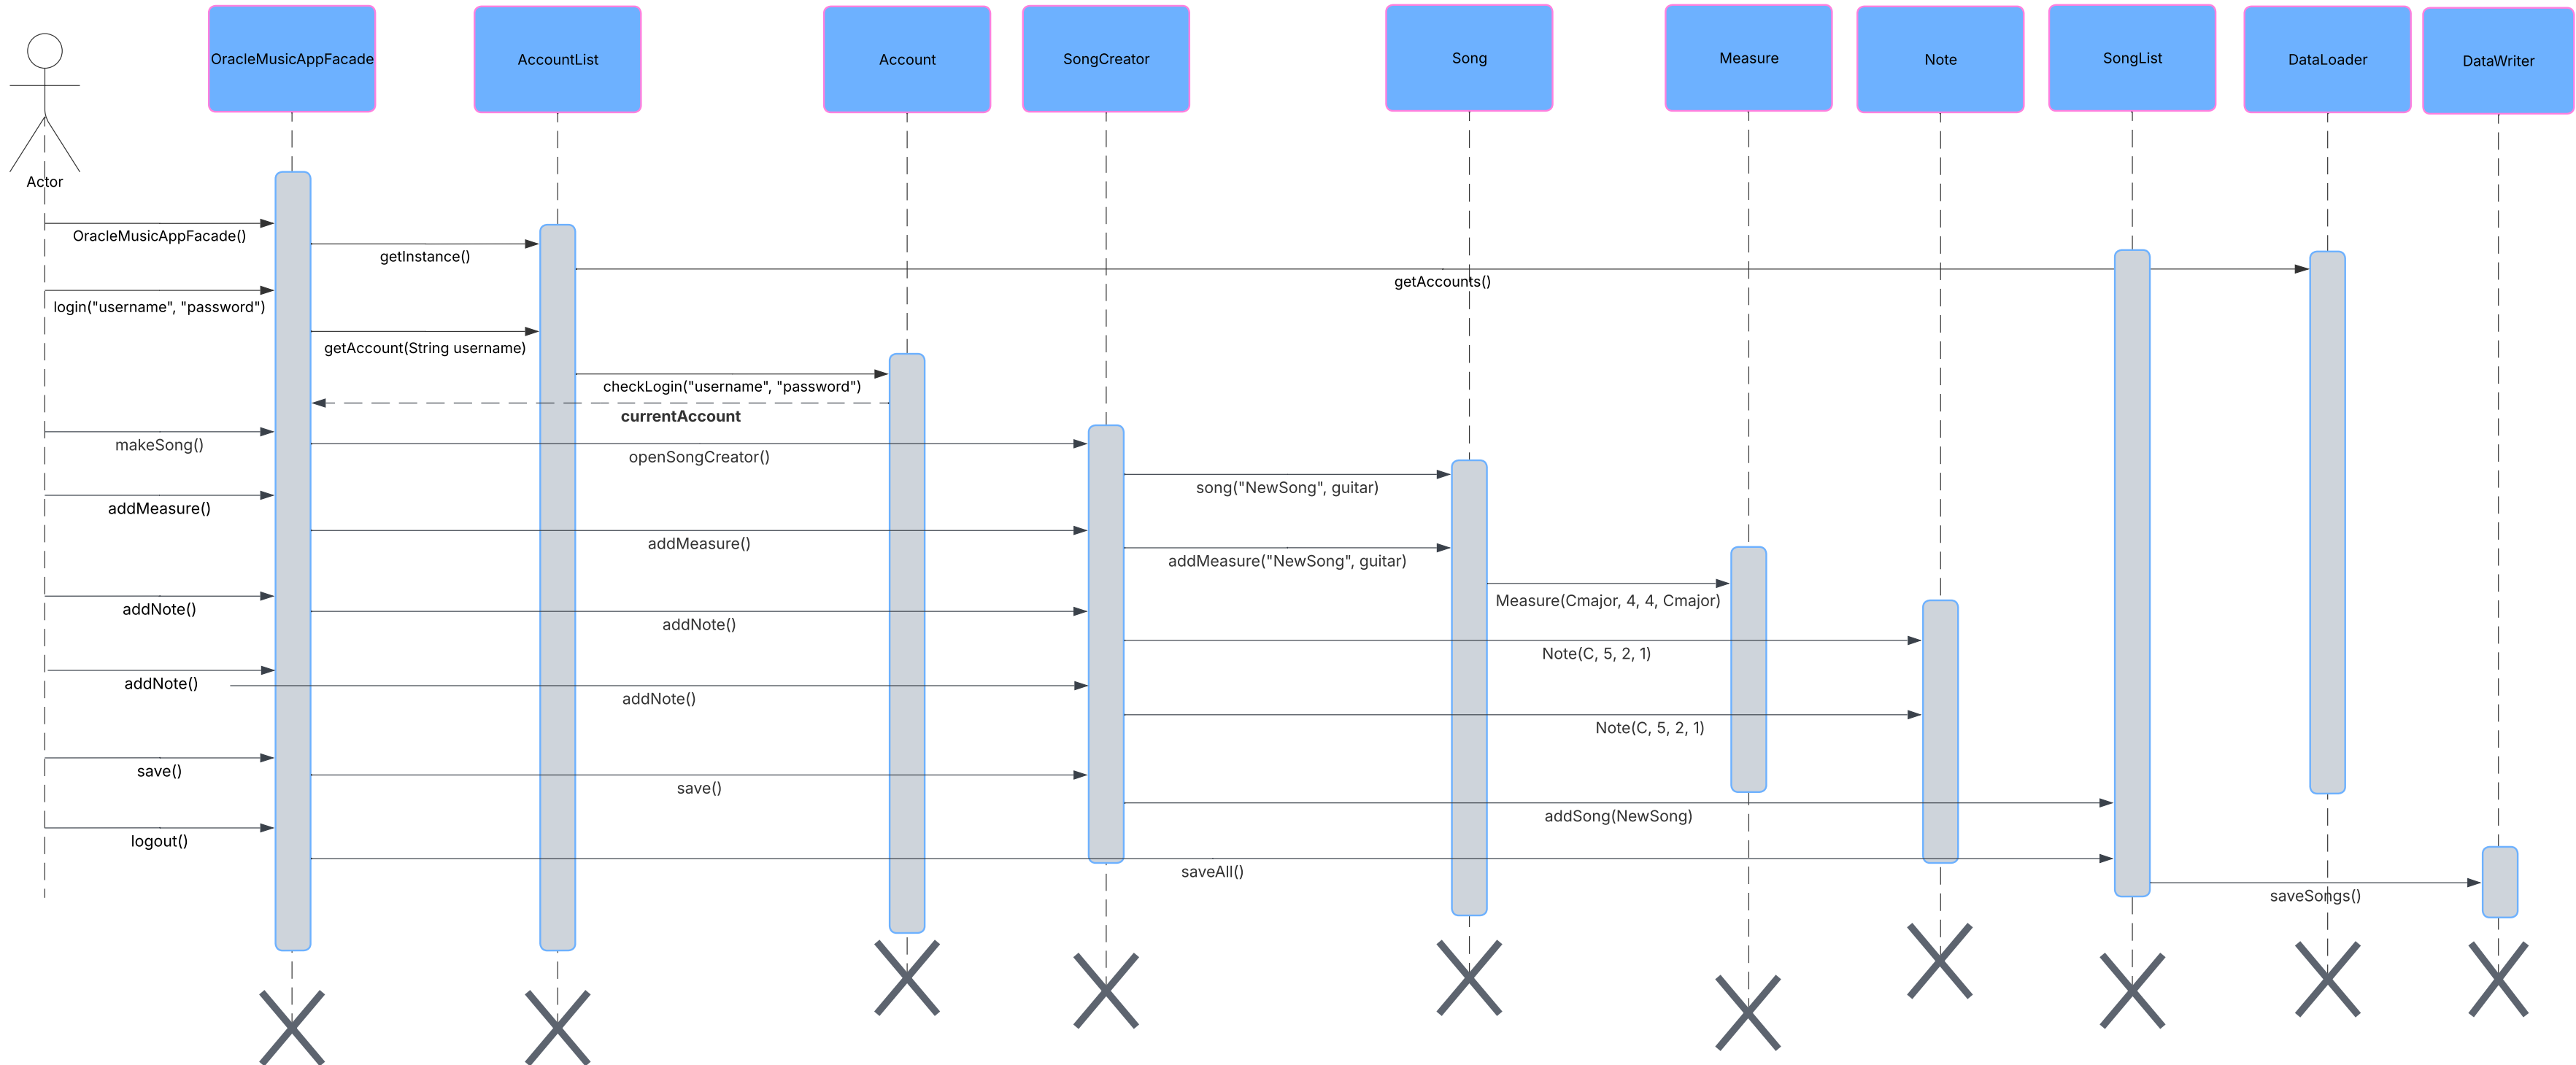 OracleMusicAppFacade
AccountList
Account
SongCreator
Song
Measure
Note
SongList
DataLoader
DataWriter
Actor
OracleMusicAppFacade()
getInstance()
getAccounts()
login("username", "password")
getAccount(String username)
checkLogin("username", "password")
currentAccount
makeSong()
openSongCreator()
song("NewSong", guitar)
addMeasure()
addMeasure()
addMeasure("NewSong", guitar)
Measure(Cmajor, 4, 4, Cmajor)
addNote()
addNote()
Note(C, 5, 2, 1)
addNote()
addNote()
Note(C, 5, 2, 1)
save()
save()
addSong(NewSong)
logout()
saveAll()
saveSongs()